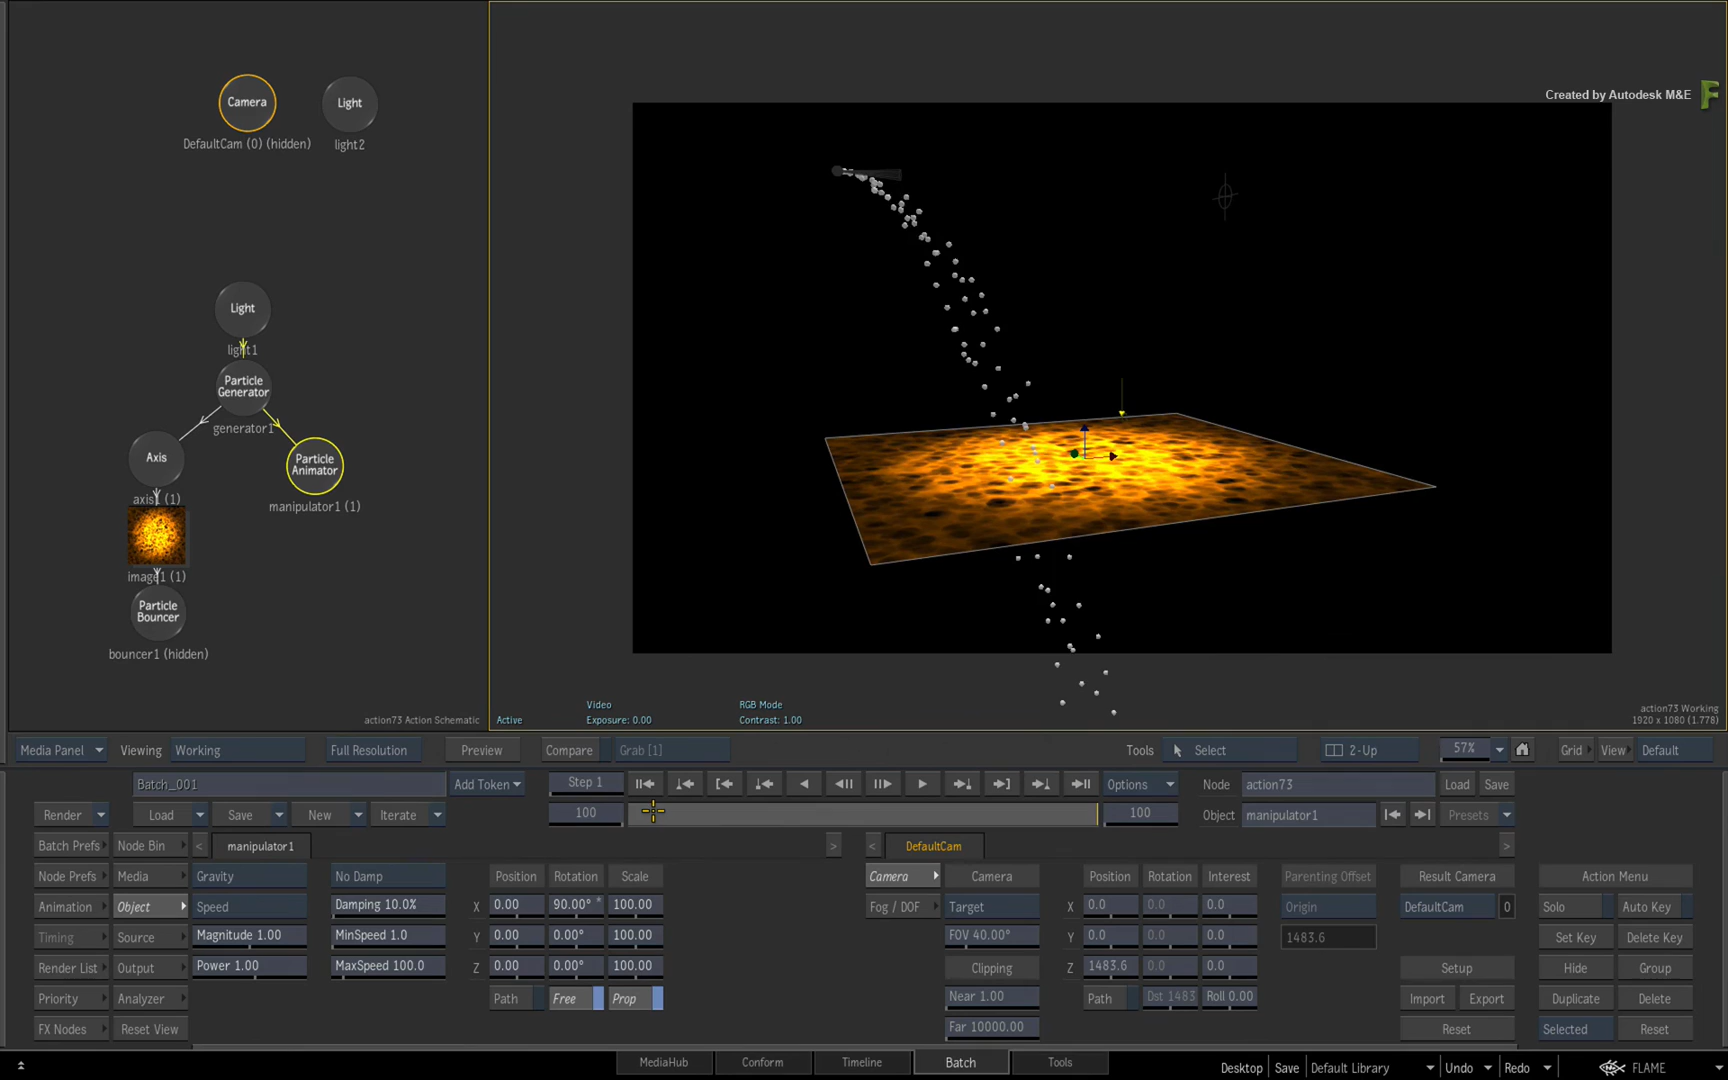 Created by Autodesk M&E
Camera
Light
DefaultCam (0) (hidden)
light2
Light
light1
Particle
Generator
generator1
Axis
Particle
Animator
axis1 (1)
manipulator1 (1)
image1 (1)
Particle
Bouncer
bouncer1 (hidden)
action73 Action Schematic
Active
Video
Exposure: 0.00
RGB Mode
Contrast: 1.00
action73 Working
1920 x 1080 (1.778)
Media Panel
Viewing
Working
Full Resolution
Preview
Compare
Grab [1]
Tools
Select
2-Up
57%
Grid
View
Default
Batch_001
Add Token
Step 1
Options
Node
action73
Load
Save
Render
Load
Save
New
Iterate
100
100
Object
manipulator1
Presets
Batch Prefs
Node Bin
<
manipulator1
>
<
DefaultCam
>
Node Prefs
Media
Gravity
No Damp
Position
Rotation
Scale
Camera
Camera
Position
Rotation
Interest
Parenting Offset
Result Camera
Action Menu
Animation
Object
Speed
Damping 10.0%
X
0.00
90.00° *
100.00
Fog / DOF
Target
X
0.0
0.0
0.0
Origin
DefaultCam
0
Solo
Auto Key
Timing
Source
Magnitude 1.00
MinSpeed 1.0
Y
0.00
0.00°
100.00
FOV 40.00°
Y
0.0
0.0
0.0
1483.6
Set Key
Delete Key
Render List
Output
Power 1.00
MaxSpeed 100.0
Z
0.00
0.00°
100.00
Clipping
Z
1483.6
0.0
0.0
Setup
Hide
Group
Priority
Analyzer
Path
Free
Prop
Near 1.00
Path
Dst 1483
Roll 0.00
Import
Export
Duplicate
Delete
FX Nodes
Reset View
Far 10000.00
Reset
Selected
Reset
MediaHub
Conform
Timeline
Batch
Tools
Desktop
Save
Default Library
Undo
Redo
FLAME